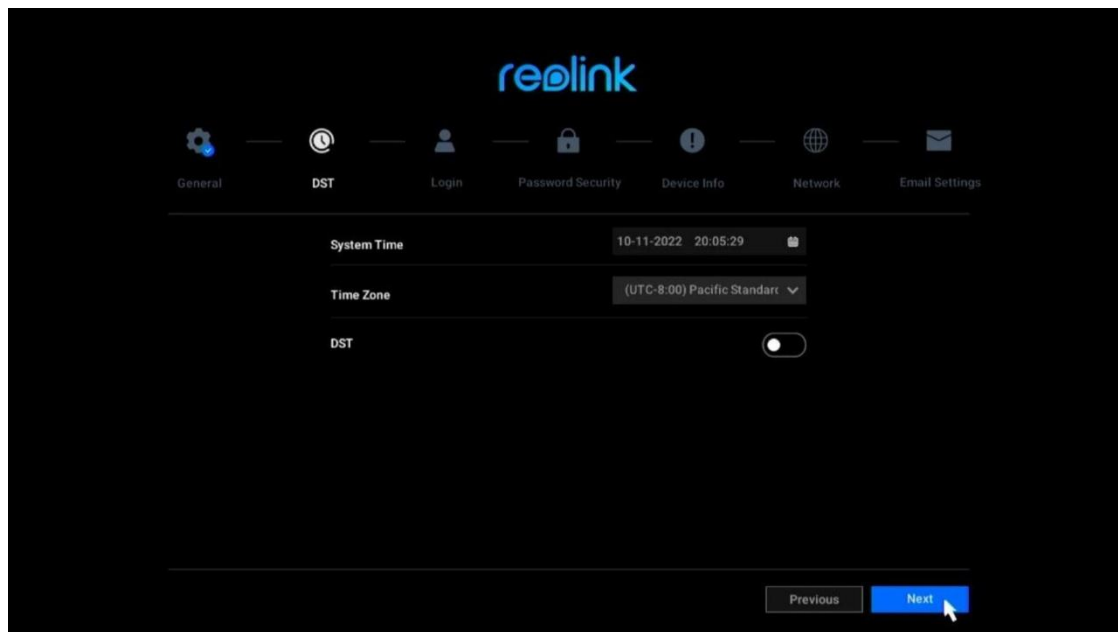 reolink
General DST Login Password Security Device Info Network Email Settings
System Time 10-11-2022 20:05:29
Time Zone (UTC-8:00) Pacific Standarc
DST
Previous Next